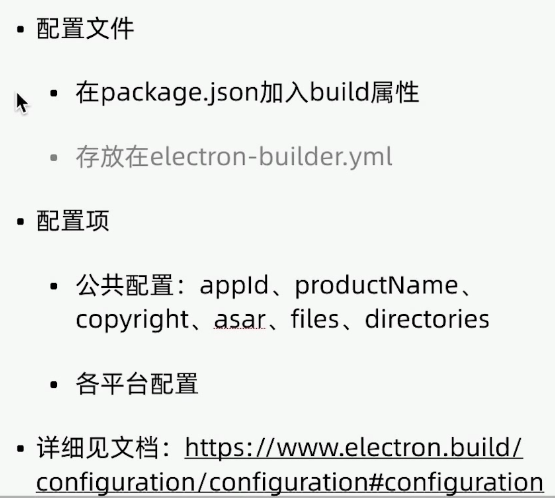 配置文件
在package.json加入build属性
存放在electron-builder.yml
配置项
公共配置：appId、productName、
copyright、asar、files、directories
各平台配置
详细见文档：https://www.electron.build/
configuration/configuration#configuration